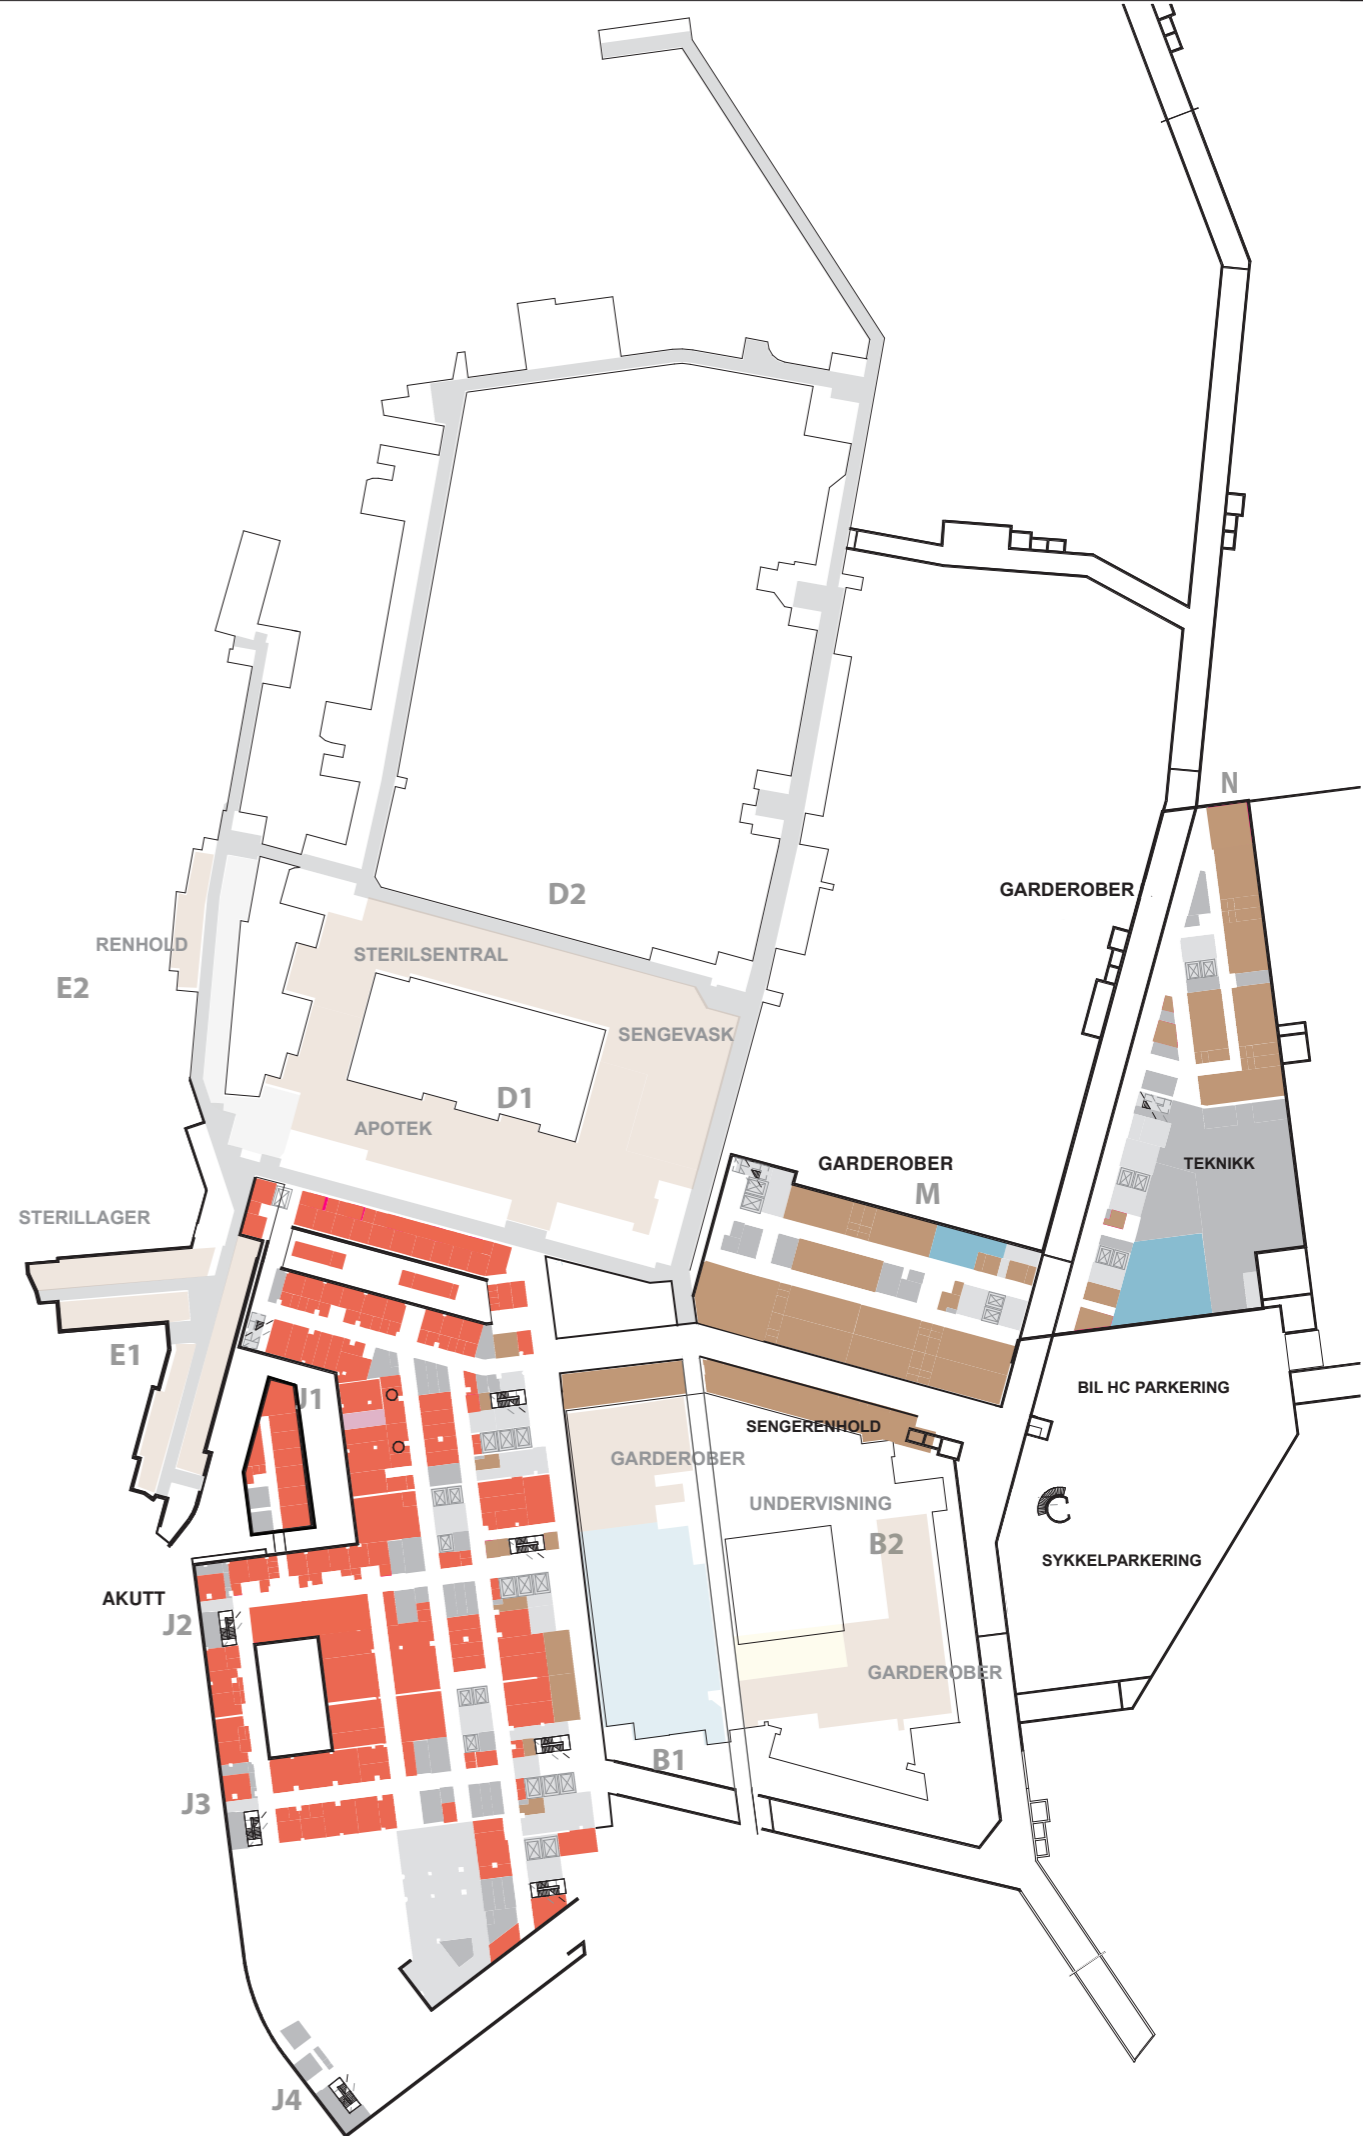 N
GARDEROBER
D2
RENHOLD
STERILSENTRAL
E2
SENGEVASK
D1
APOTEK
GARDEROBER
TEKNIKK
M
STERILLAGER
E1
BIL HC PARKERING
J1
SENGERENHOLD
GARDEROBER
UNDERVISNING
B2
SYKKELPARKERING
AKUTT
J2
GARDEROBER
B1
J3
J4